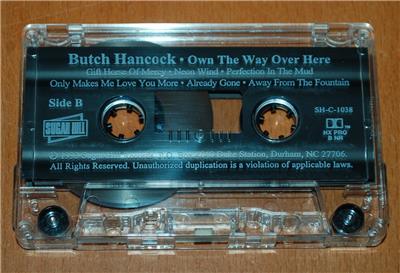 Butch Hancock • Own The Way Over Here
Gift Horse Of Mercy • Neon Wind • Perfection In The Mud
Only Makes Me Love You More • Already Gone • Away From The Fountain
Side B
SH-C-1038
SUGAR HILL
HX PRO
B NR
Duke Station, Durham, NC 27706.
All Rights Reserved. Unauthorized duplication is a violation of applicable laws.